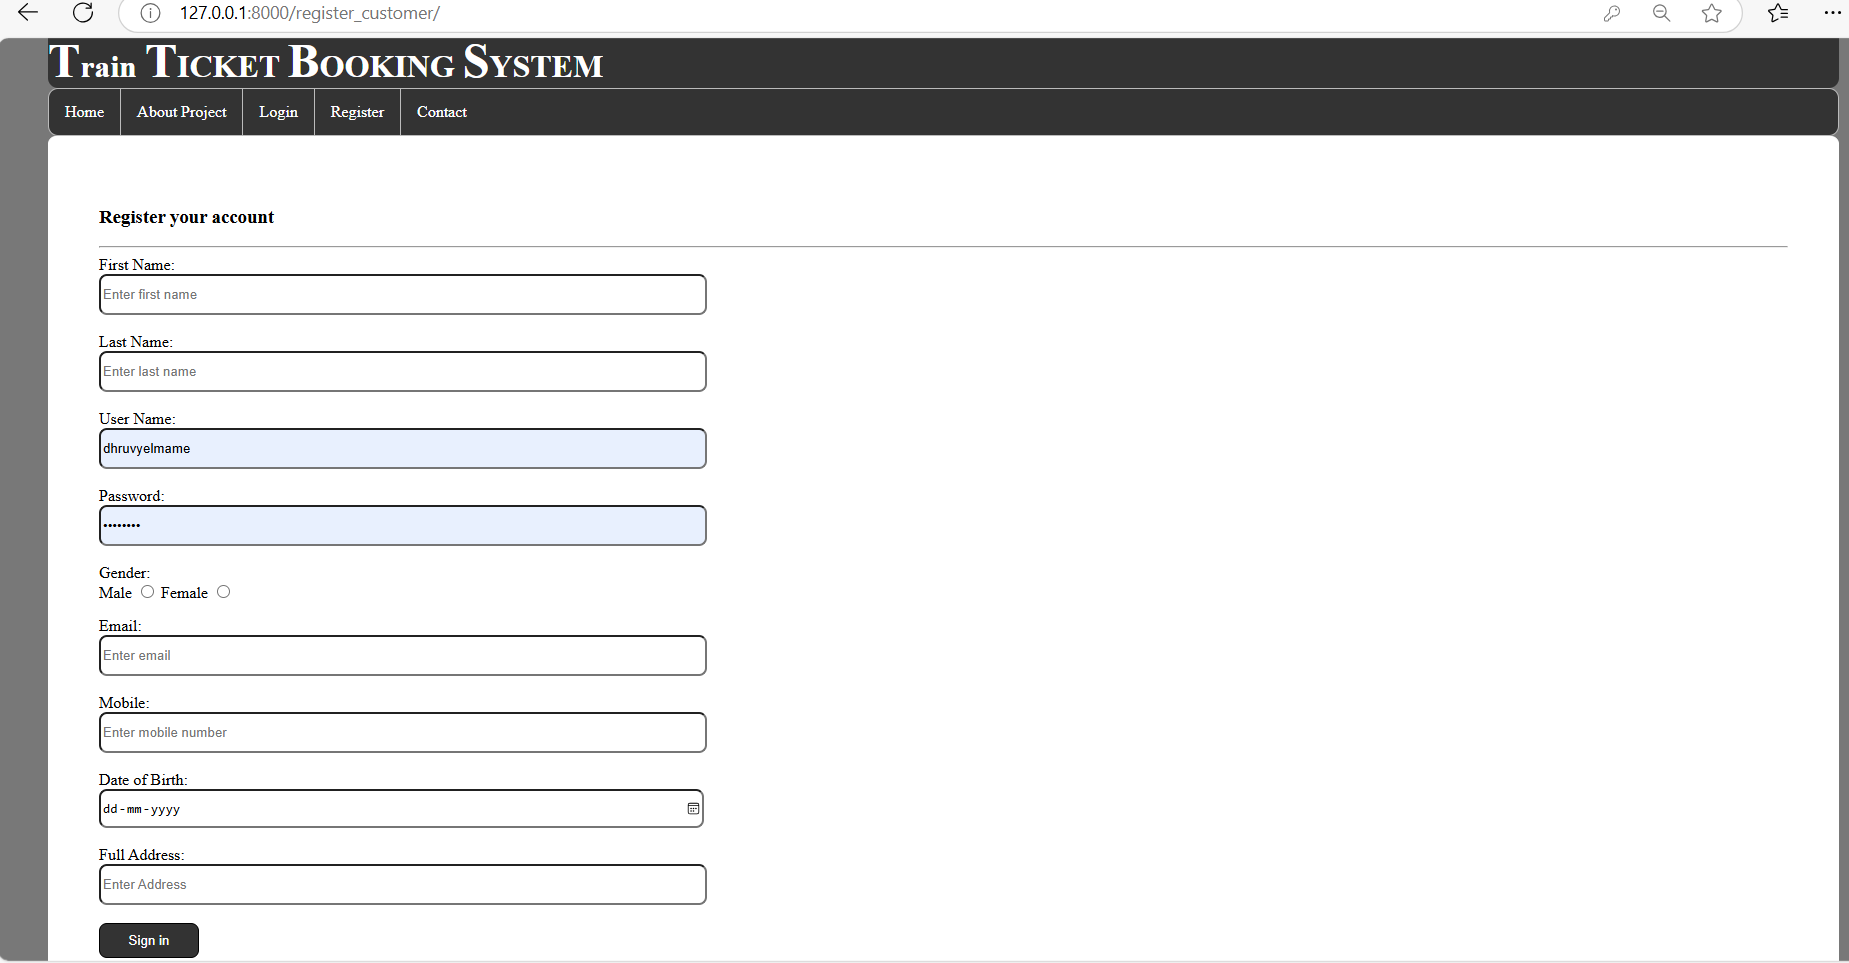 127.0.0.1:8000/register_customer/
Train TICKET BOOKING SYSTEM
Home About Project Login Register Contact
Register your account
First Name:
Enter first name
Last Name:
Enter last name
User Name:
dhruvyelmame
Password:
••••••••
Gender:
Male Female
Email:
Enter email
Mobile:
Enter mobile number
Date of Birth:
dd-mm-yyyy
Full Address:
Enter Address
Sign in